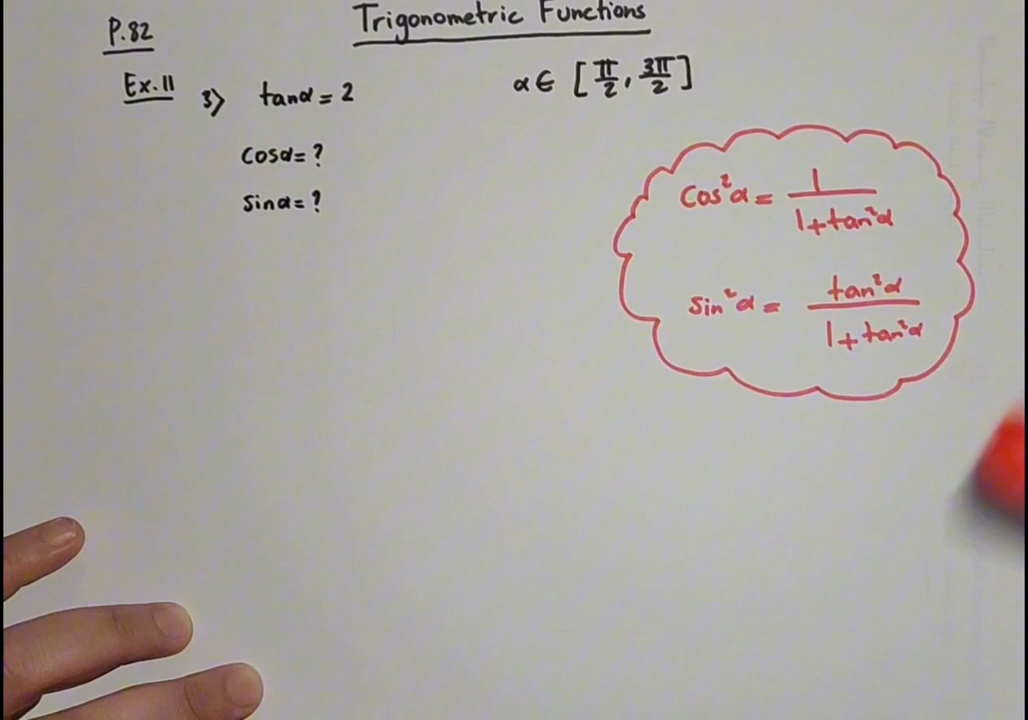 P.82
Trigonometric Functions
Ex.11 3) tanα = 2
α ∈ [π/2, 3π/2]
cosα = ?
sinα = ?
cos²α = 1/(1+tan²α)
sin²α = tan²α/(1+tan²α)